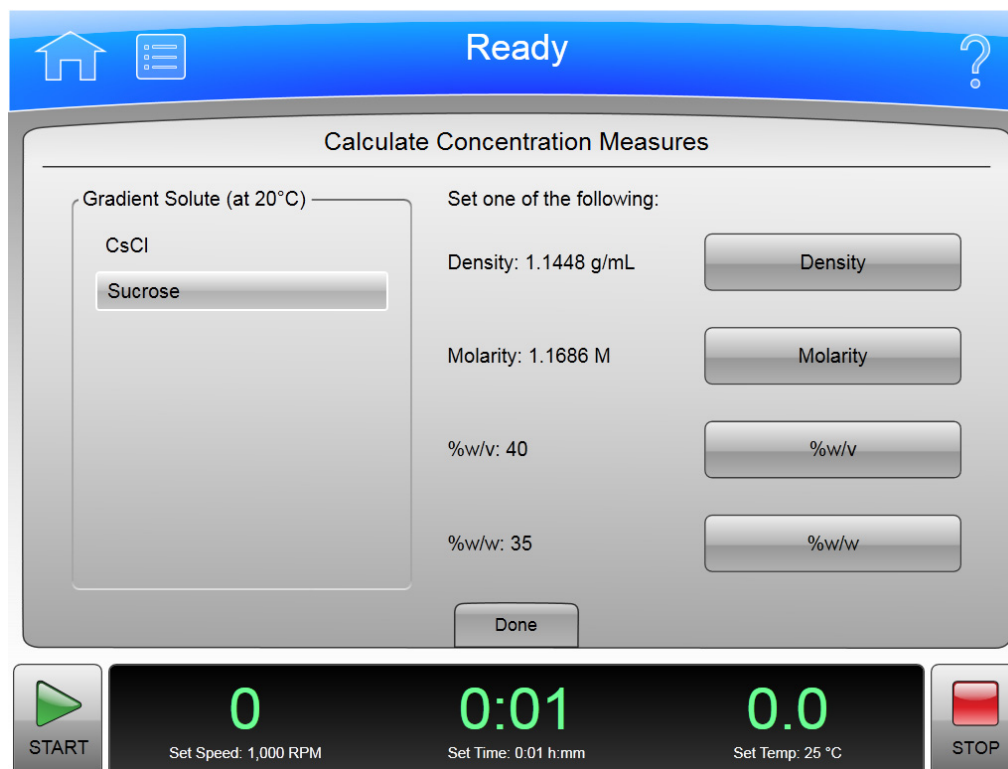 Ready
Calculate Concentration Measures
Gradient Solute (at 20°C)
CsCl
Sucrose
Set one of the following:
Density: 1.1448 g/mL
Density
Molarity: 1.1686 M
Molarity
%w/v: 40
%w/v
%w/w: 35
%w/w
Done
START
0
Set Speed: 1,000 RPM
0:01
Set Time: 0:01 h:mm
0.0
Set Temp: 25 °C
STOP